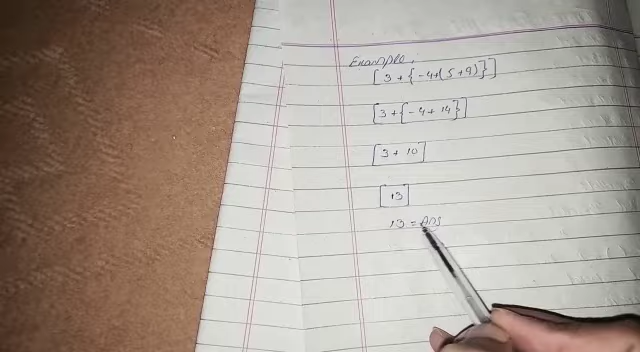 Example.
[3+{-4+(5+9)}]
[3+{-4+14}]
[3+10]
[13]
13 = Ans